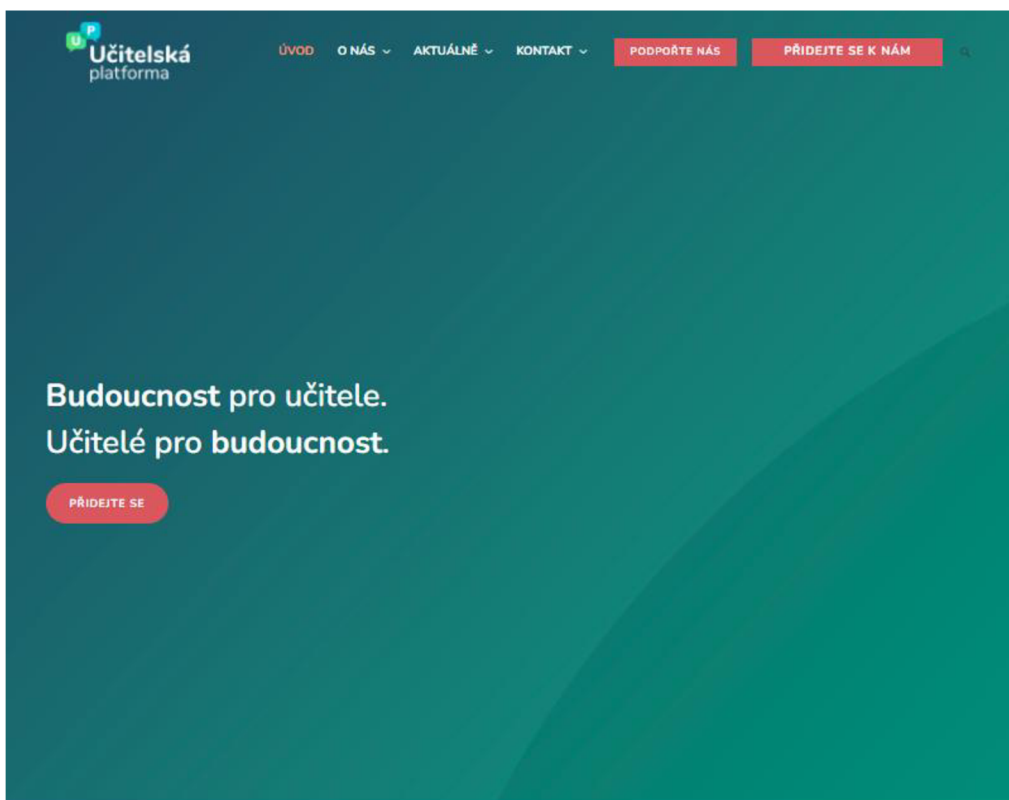 UP
Učitelská
platforma
ÚVOD O NÁS AKTUÁLNĚ KONTAKT PODPOŘTE NÁS PŘIDEJTE SE K NÁM
Budoucnost pro učitele.
Učitelé pro budoucnost.
PŘIDEJTE SE